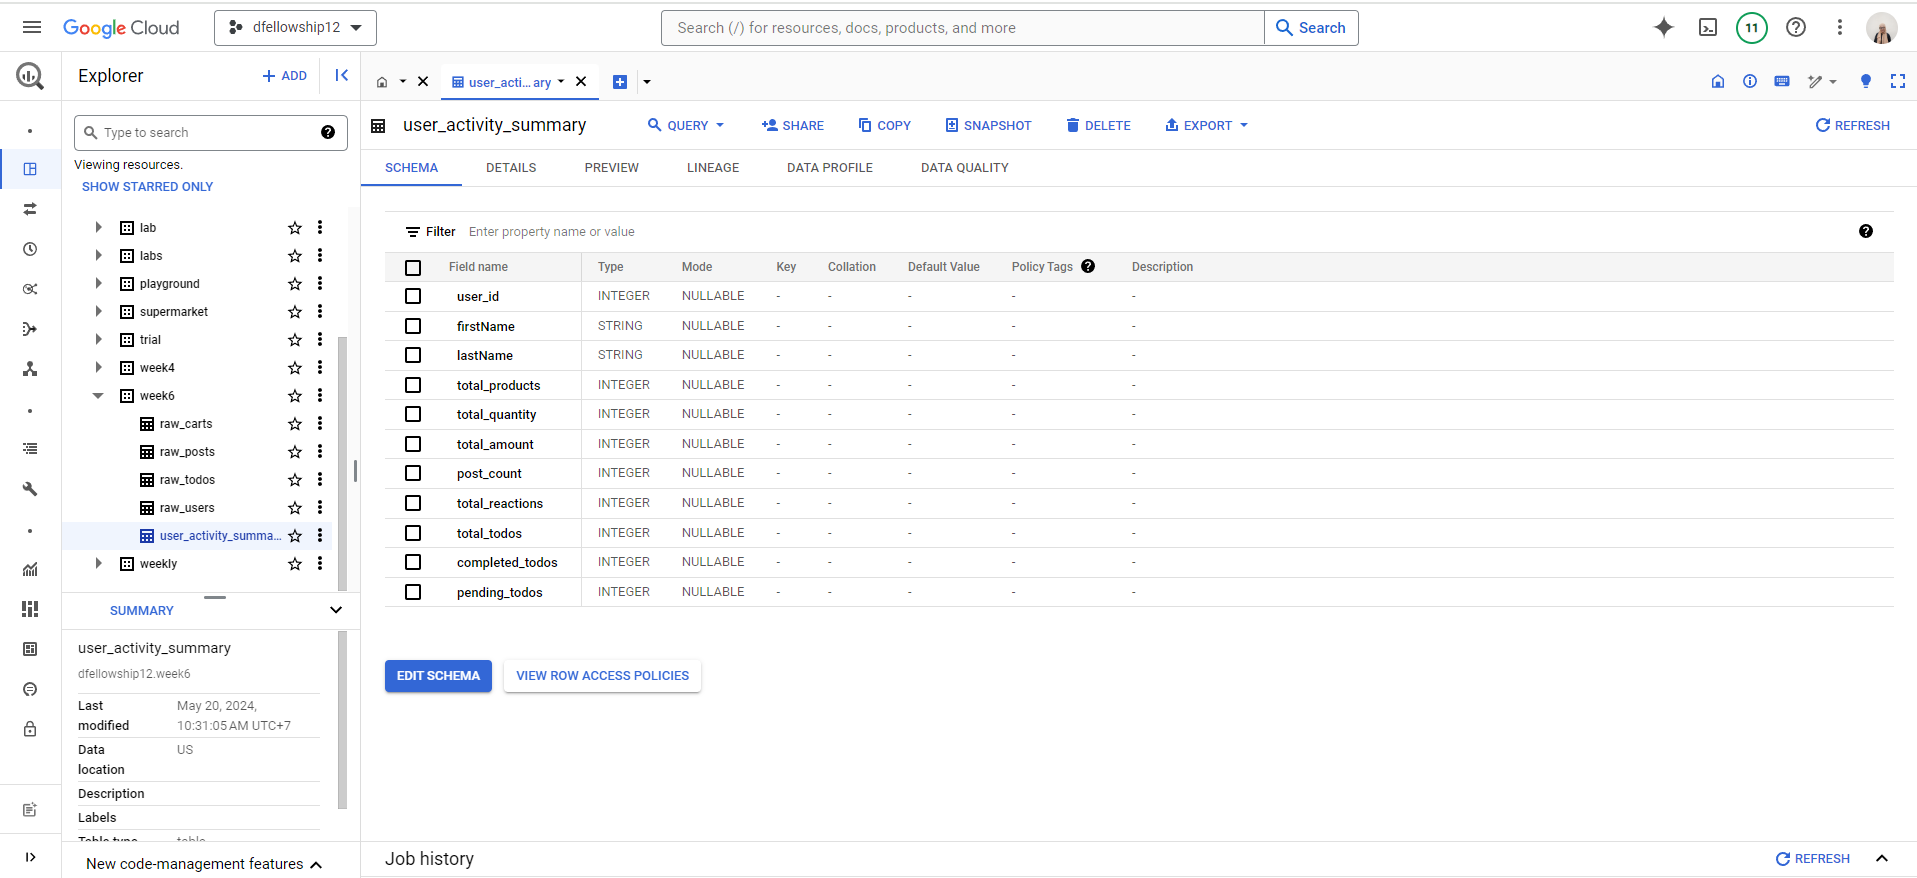 Google Cloud
dfellowship12
Search (/) for resources, docs, products, and more
Search
11
Explorer
ADD
user_acti... ary
Type to search
Viewing resources.
SHOW STARRED ONLY
lab
labs
playground
supermarket
trial
week4
week6
raw_carts
raw_posts
raw_todos
raw_users
user_activity_summa...
weekly
SUMMARY
user_activity_summary
dfellowship12.week6
Last modified May 20, 2024, 10:31:05 AM UTC+7
Data location US
Description
Labels
Table type table
New code-management features
user_activity_summary
QUERY SHARE COPY SNAPSHOT DELETE EXPORT REFRESH
SCHEMA DETAILS PREVIEW LINEAGE DATA PROFILE DATA QUALITY
Filter Enter property name or value
Field name Type Mode Key Collation Default Value Policy Tags Description
user_id INTEGER NULLABLE - - - - -
firstName STRING NULLABLE - - - - -
lastName STRING NULLABLE - - - - -
total_products INTEGER NULLABLE - - - - -
total_quantity INTEGER NULLABLE - - - - -
total_amount INTEGER NULLABLE - - - - -
post_count INTEGER NULLABLE - - - - -
total_reactions INTEGER NULLABLE - - - - -
total_todos INTEGER NULLABLE - - - - -
completed_todos INTEGER NULLABLE - - - - -
pending_todos INTEGER NULLABLE - - - - -
EDIT SCHEMA VIEW ROW ACCESS POLICIES
Job history
REFRESH